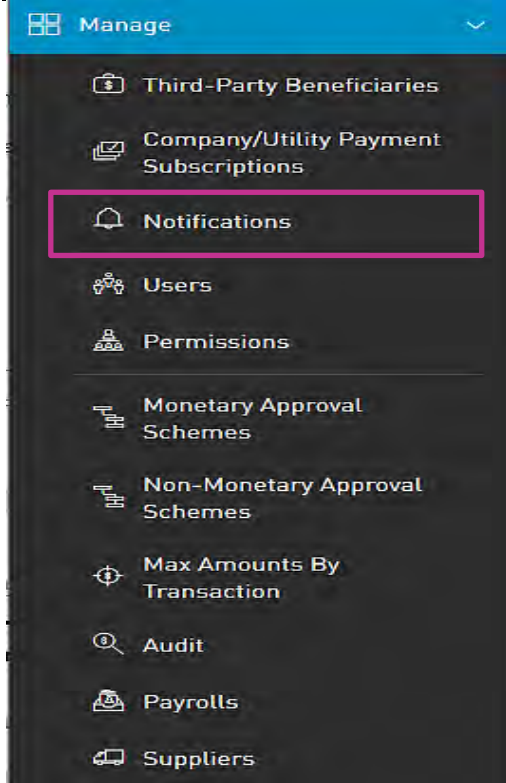 Manage
Third-Party Beneficiaries
Company/Utility Payment
Subscriptions
Notifications
Users
Permissions
Monetary Approval
Schemes
Non-Monetary Approval
Schemes
Max Amounts By
Transaction
Audit
Payrolls
Suppliers